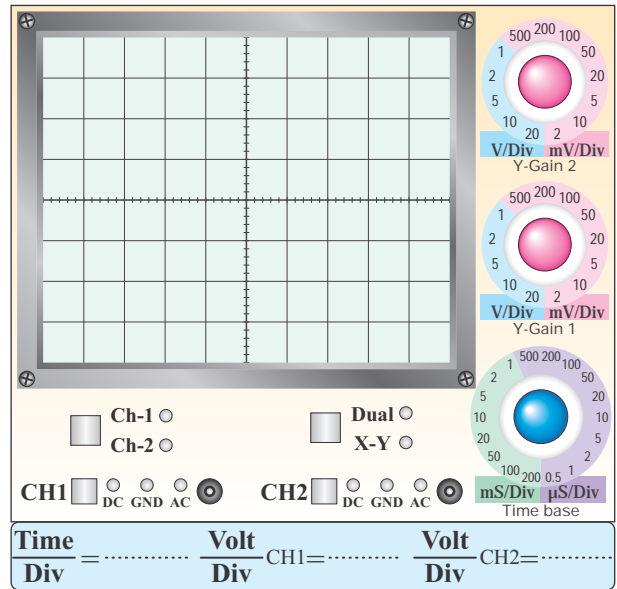 500 200 100
1 50
2 20
5 5
10 10
20 2
V/Div mV/Div
Y-Gain 2
500 200 100
1 50
2 20
5 5
10 10
20 2
V/Div mV/Div
Y-Gain 1
1 500 200 100
2 50
5 20
10 10
20 5
50 2
100 200 0.5 1
mS/Div µS/Div
Time base
Ch-1 Dual
Ch-2 X-Y
CH1 DC GND AC CH2 DC GND AC
Time Volt Volt
= ............ CH1= ............ CH2= ............
Div Div Div